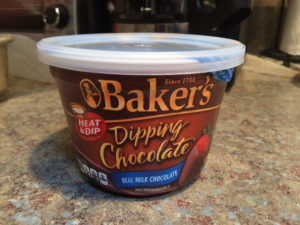 Since 1780
Baker's
HEAT &
DIP
Dipping
Chocolate
REAL MILK CHOCOLATE